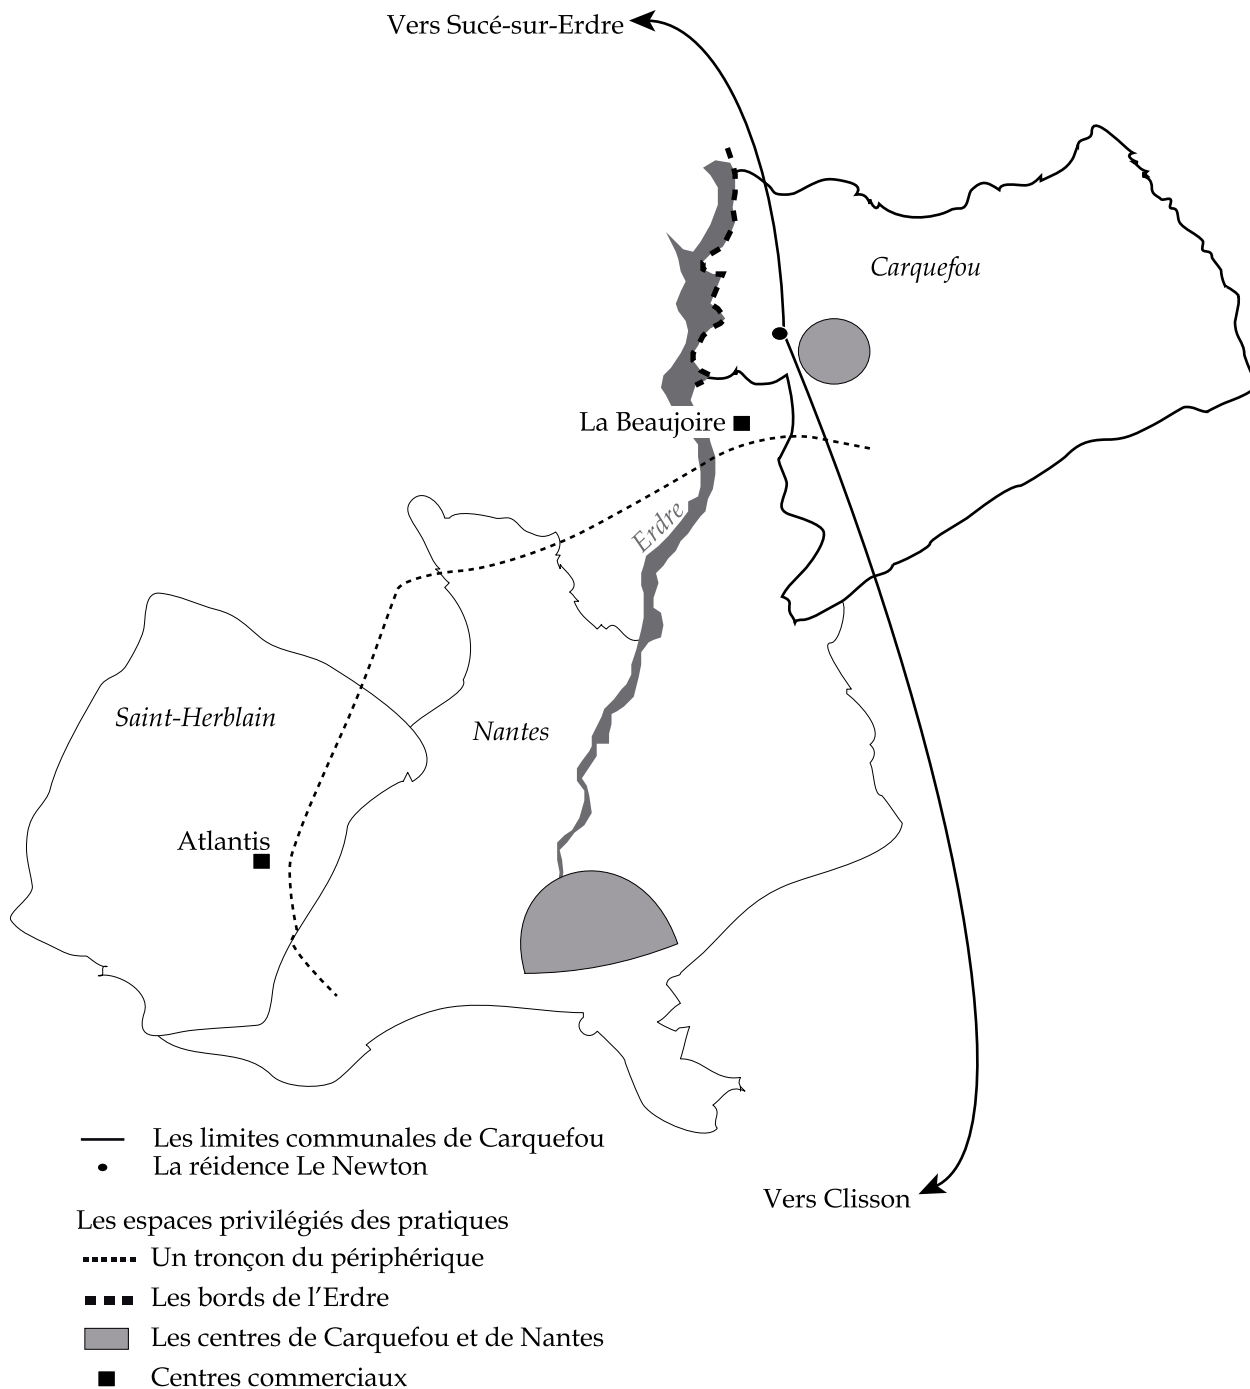 Vers Sucé-sur-Erdre
Carquefou
La Beaujoire
Erdre
Saint-Herblain
Nantes
Atlantis
Les limites communales de Carquefou
La réidence Le Newton
Vers Clisson
Les espaces privilégiés des pratiques
Un tronçon du périphérique
Les bords de l'Erdre
Les centres de Carquefou et de Nantes
Centres commerciaux